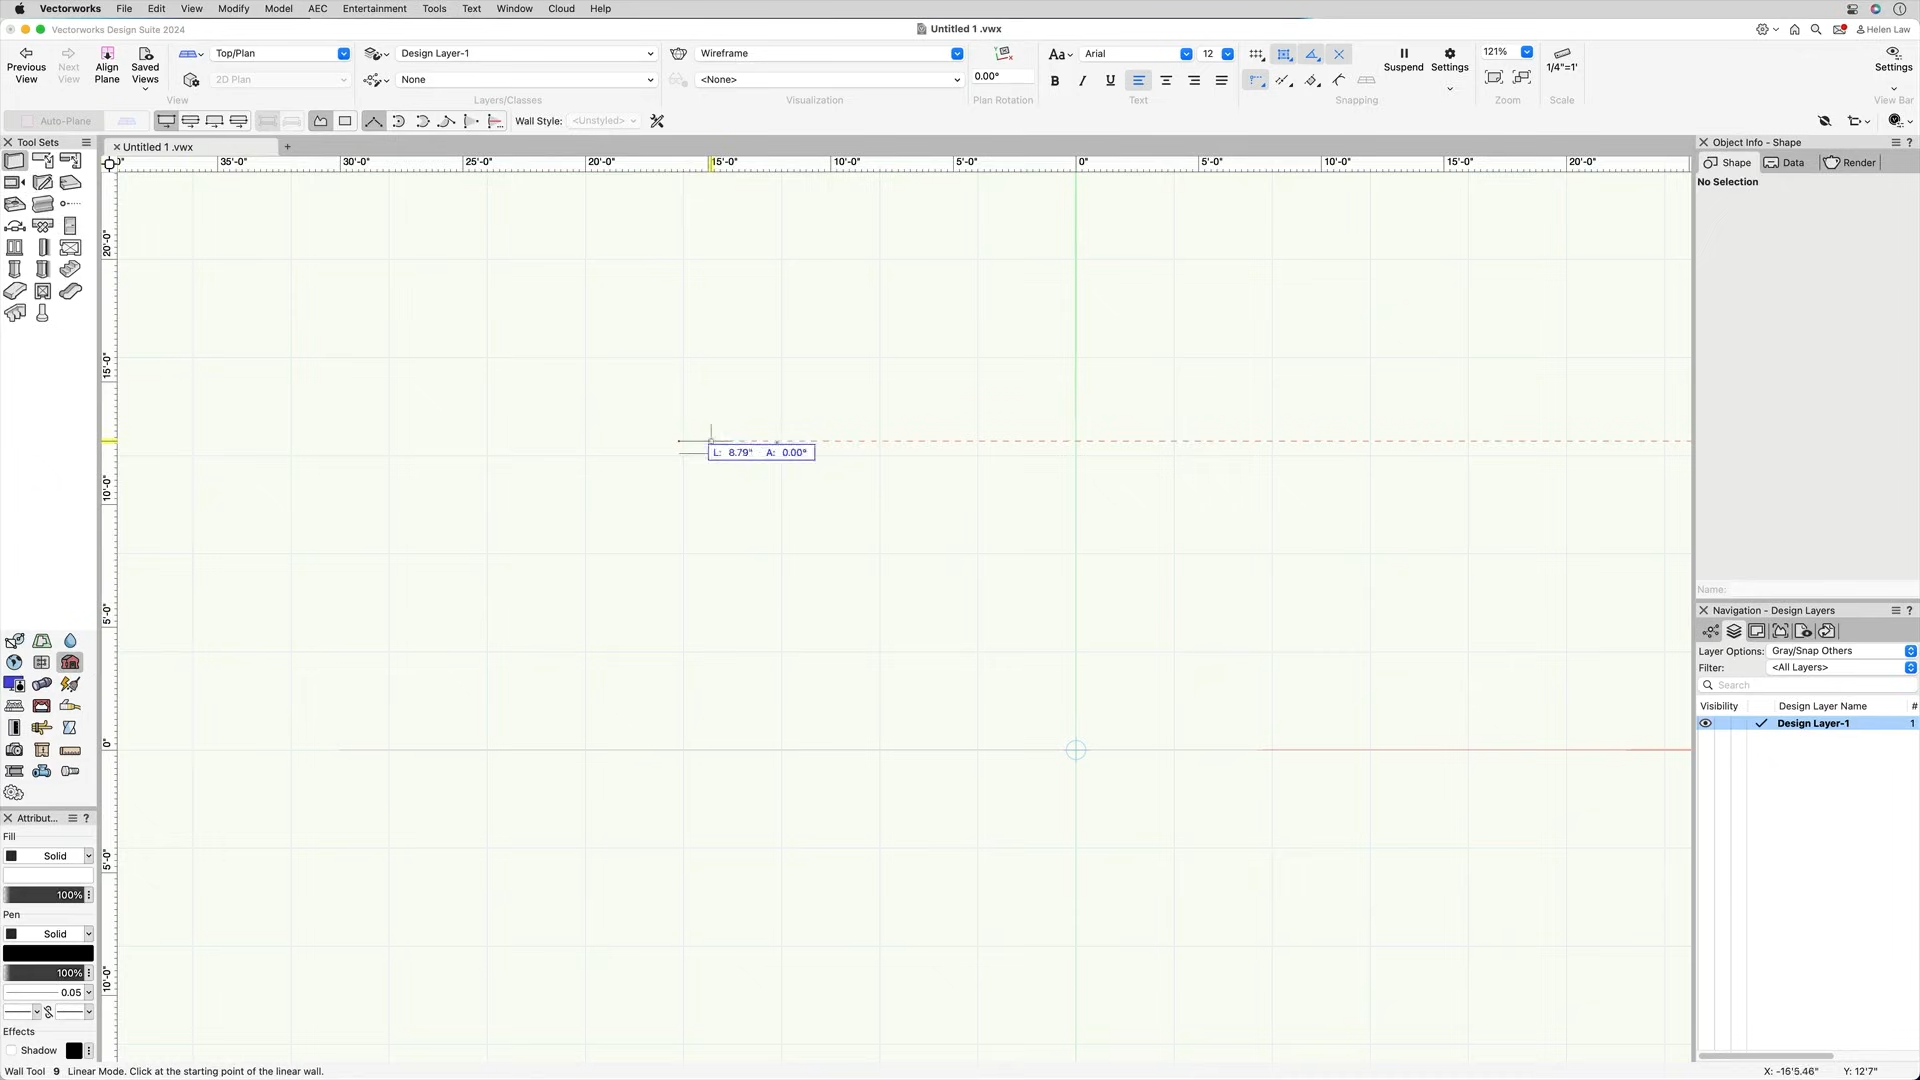 Vectorworks File Edit View Modify Model AEC Entertainment Tools Text Window Cloud Help
Vectorworks Design Suite 2024
Untitled 1 .vwx
Helen Law
Previous View
Next View
Align Plane
Saved Views
Top/Plan
2D Plan
View
Design Layer-1
None
Layers/Classes
Wireframe
<None>
Visualization
0.00°
Plan Rotation
Aa
Arial
12
B I U
Text
Suspend
Settings
Snapping
121%
Zoom
1/4"=1'
Scale
Settings
View Bar
Auto-Plane
Wall Style: <Unstyled>
Tool Sets
Untitled 1 .vwx
35'-0" 30'-0" 25'-0" 20'-0" 15'-0" 10'-0" 5'-0" 0" 5'-0" 10'-0" 15'-0" 20'-0"
20'-0"
15'-0"
10'-0"
5'-0"
0"
5'-0"
10'-0"
L: 8.79" A: 0.00°
Object Info - Shape
?
Shape Data Render
No Selection
Name:
Navigation - Design Layers
?
Layer Options: Gray/Snap Others
Filter: <All Layers>
Search
Visibility Design Layer Name #
Design Layer-1 1
Attribut...
?
Fill
Solid
100%
Pen
Solid
100%
0.05
Effects
Shadow
Wall Tool 9 Linear Mode. Click at the starting point of the linear wall.
X: -16'5.46" Y: 12'7"